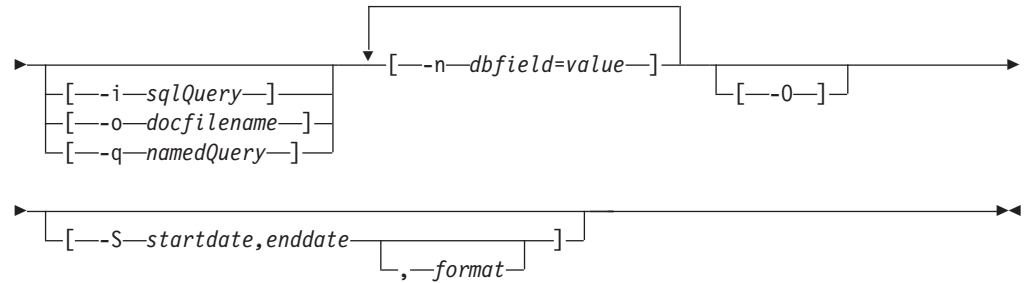 [ -n dbfield=value ]
[ -i sqlQuery ] [ -O ]
[ -o docfilename ]
[ -q namedQuery ]
[ -S startdate,enddate ]
, format